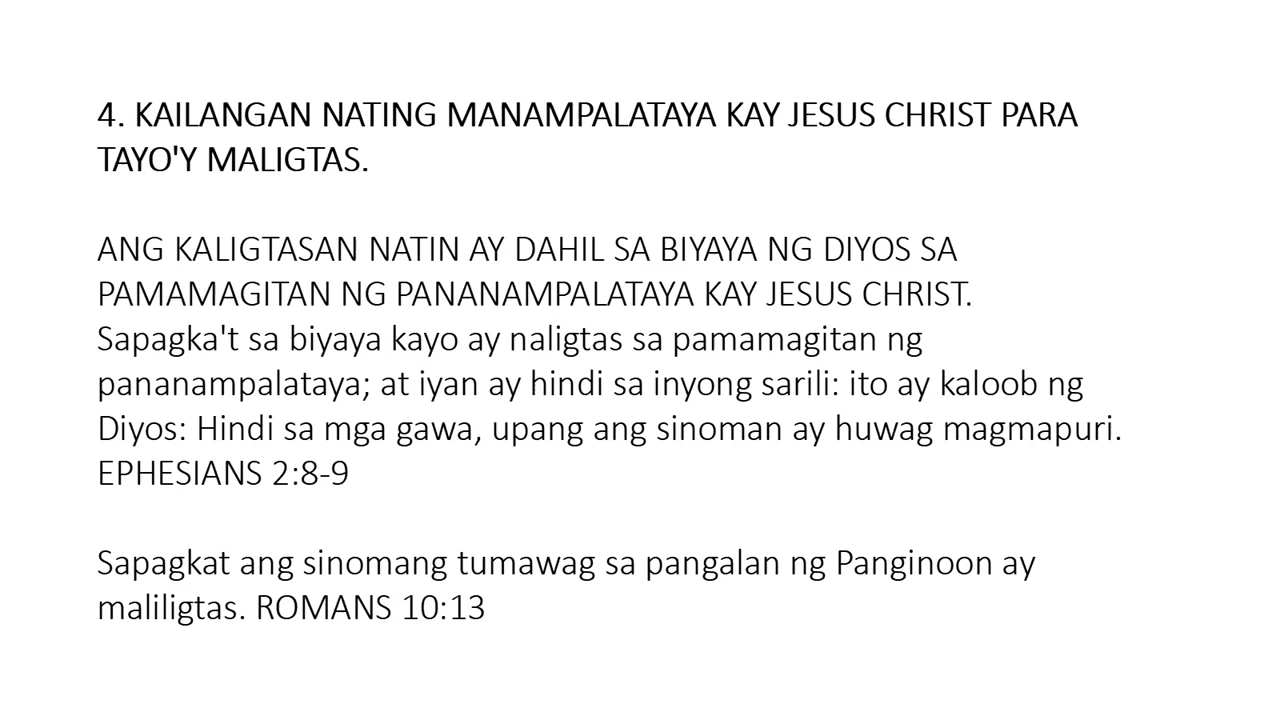 4. KAILANGAN NATING MANAMPALATAYA KAY JESUS CHRIST PARA
TAYO'Y MALIGTAS.
ANG KALIGTASAN NATIN AY DAHIL SA BIYAYA NG DIYOS SA
PAMAMAGITAN NG PANANAMPALATAYA KAY JESUS CHRIST.
Sapagka't sa biyaya kayo ay naligtas sa pamamagitan ng
pananampalataya; at iyan ay hindi sa inyong sarili: ito ay kaloob ng
Diyos: Hindi sa mga gawa, upang ang sinoman ay huwag magmapuri.
EPHESIANS 2:8-9
Sapagkat ang sinomang tumawag sa pangalan ng Panginoon ay
maliligtas. ROMANS 10:13